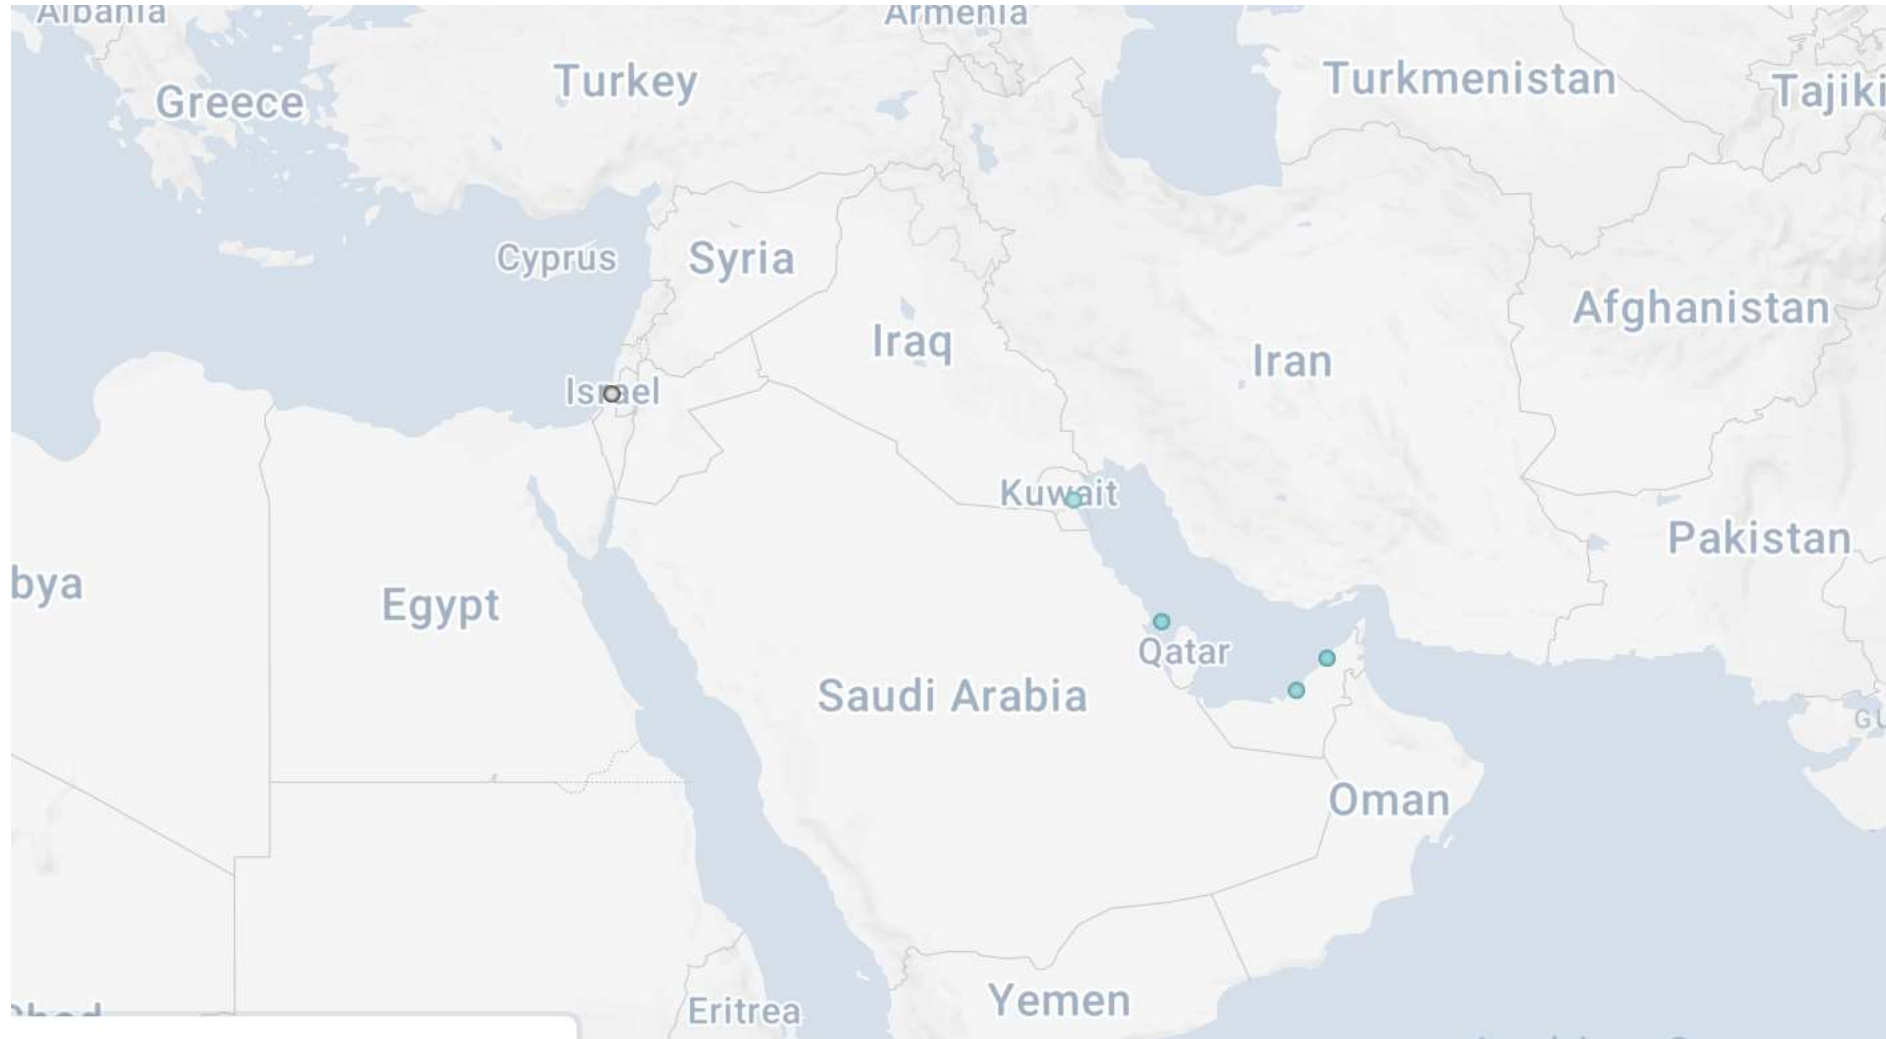 Albania
Armenia
Greece
Turkey
Turkmenistan
Tajiki
Cyprus
Syria
Afghanistan
Iraq
Iran
Israel
Kuwait
Pakistan
bya
Egypt
Qatar
Saudi Arabia
GU
Oman
Yemen
Eritrea